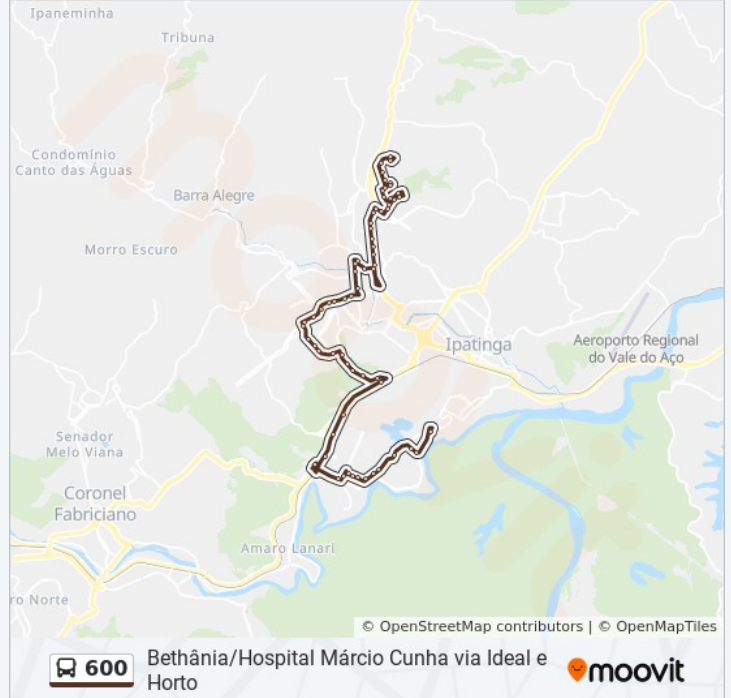 Ipaneminha
Tribuna
Condomínio
Canto das Águas
Barra Alegre
Morro Escuro
Ipatinga
Aeroporto Regional
do Vale do Aço
Senador
Melo Viana
Coronel
Fabriciano
Amaro Lanari
ro Norte
© OpenStreetMap contributors | © OpenMapTiles
600
Bethânia/Hospital Márcio Cunha via Ideal e
Horto
moovit